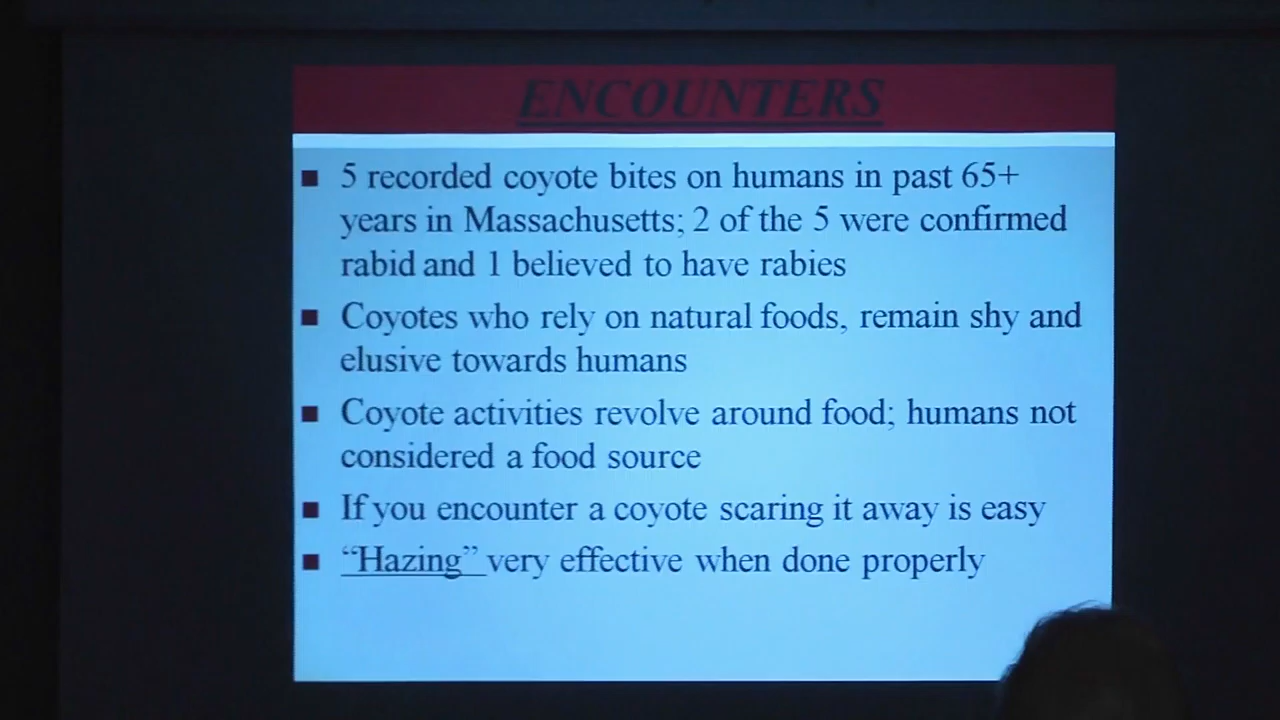 ENCOUNTERS
■ 5 recorded coyote bites on humans in past 65+
years in Massachusetts; 2 of the 5 were confirmed
rabid and 1 believed to have rabies
■ Coyotes who rely on natural foods, remain shy and
elusive towards humans
■ Coyote activities revolve around food; humans not
considered a food source
■ If you encounter a coyote scaring it away is easy
■ “Hazing” very effective when done properly